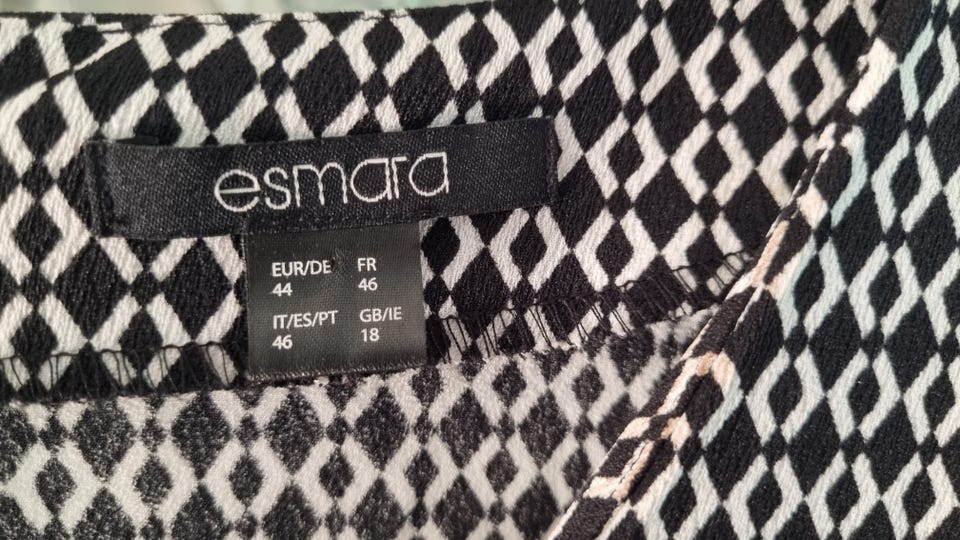 esmara
EUR/DE FR
44 46
IT/ES/PT GB/IE
46 18